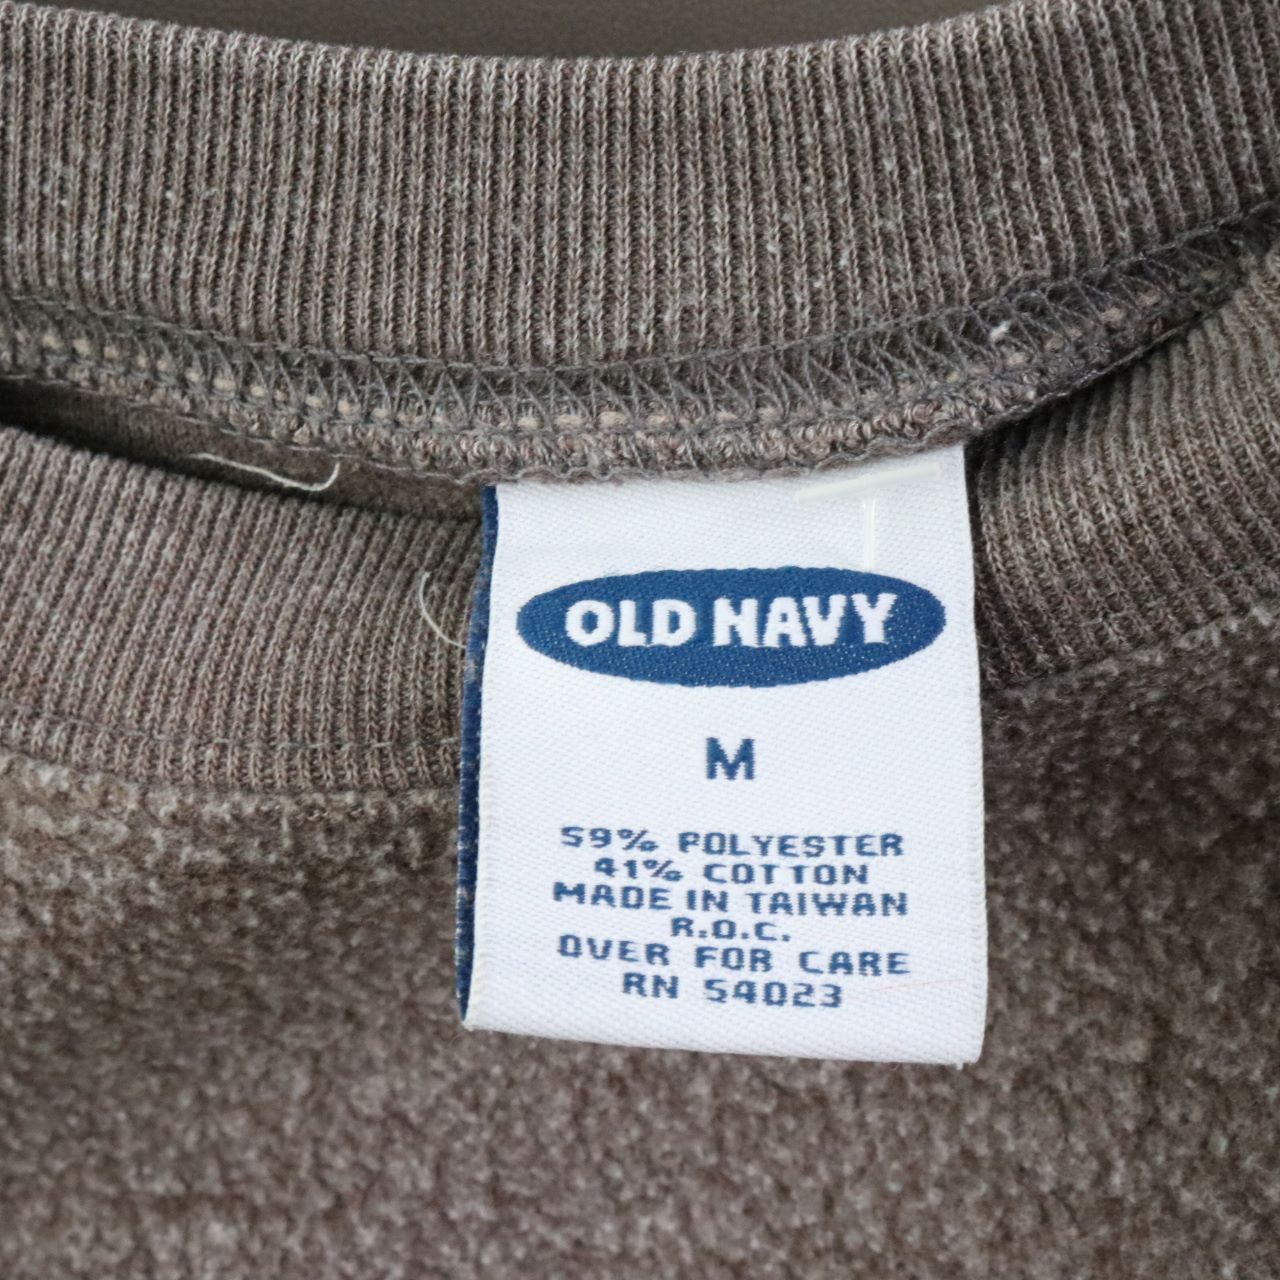 OLD NAVY
M
59% POLYESTER
41% COTTON
MADE IN TAIWAN
R.O.C.
OVER FOR CARE
RN 54023